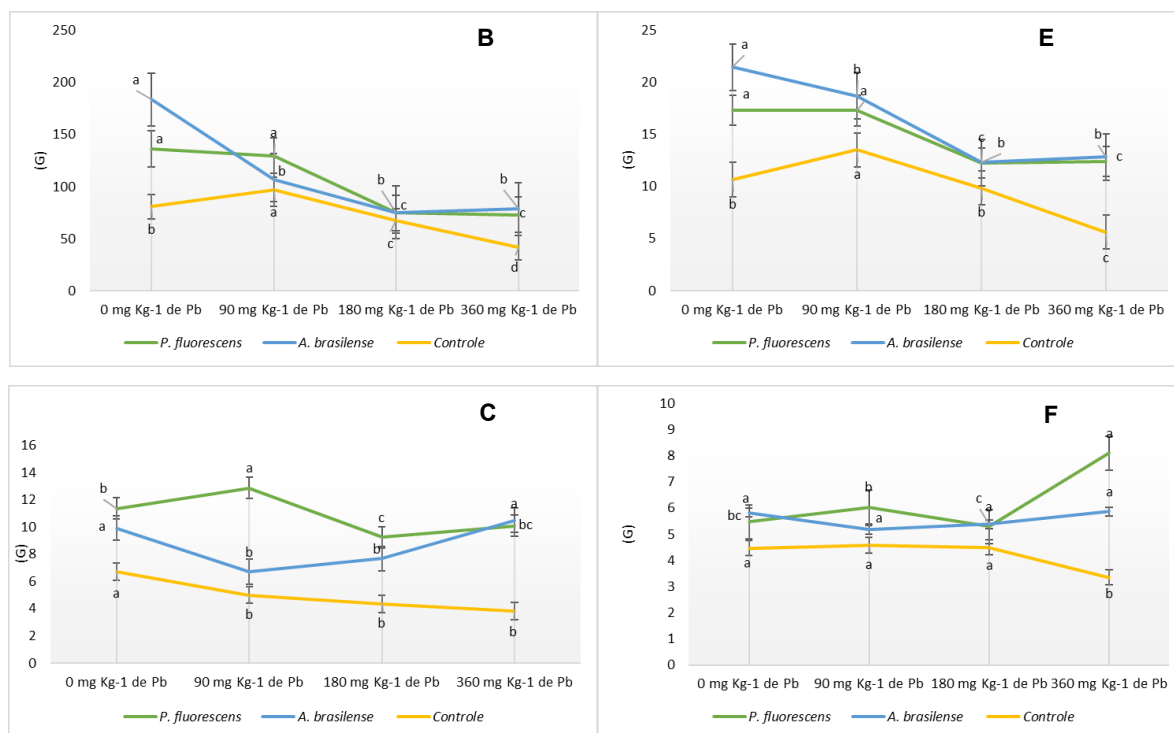 B
250
200
150
100
50
0
(G)
a
a
b
a
b
a
b
c
c
b
c
d
0 mg Kg-1 de Pb 90 mg Kg-1 de Pb 180 mg Kg-1 de Pb 360 mg Kg-1 de Pb
P. fluorescens A. brasilense Controle
E
25
20
15
10
5
0
(G)
a
a
b
b
a
a
c
b
b
b
c
c
0 mg Kg-1 de Pb 90 mg Kg-1 de Pb 180 mg Kg-1 de Pb 360 mg Kg-1 de Pb
P. fluorescens A. brasilense Controle
C
16
14
12
10
8
6
4
2
0
(G)
b
a
a
a
b
b
c
b
b
a
bc
b
0 mg Kg-1 de Pb 90 mg Kg-1 de Pb 180 mg Kg-1 de Pb 360 mg Kg-1 de Pb
P. fluorescens A. brasilense Controle
F
10
9
8
7
6
5
4
3
2
1
0
(G)
a
bc
a
b
a
a
c
a
a
a
a
b
0 mg Kg-1 de Pb 90 mg Kg-1 de Pb 180 mg Kg-1 de Pb 360 mg Kg-1 de Pb
P. fluorescens A. brasilense Controle